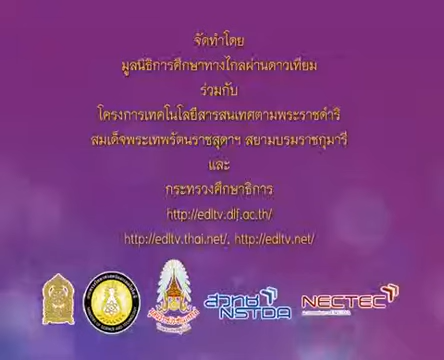 จัดทำโดย
มูลนิธิการศึกษาทางไกลผ่านดาวเทียม
ร่วมกับ
โครงการเทคโนโลยีสารสนเทศตามพระราชดำริ
สมเด็จพระเทพรัตนราชสุดาฯ สยามบรมราชกุมารี
และ
กระทรวงศึกษาธิการ
http://edltv.dlf.ac.th/
http://edltv.thai.net/, http://edltv.net/
สวทช
NSTDA
NECTEC